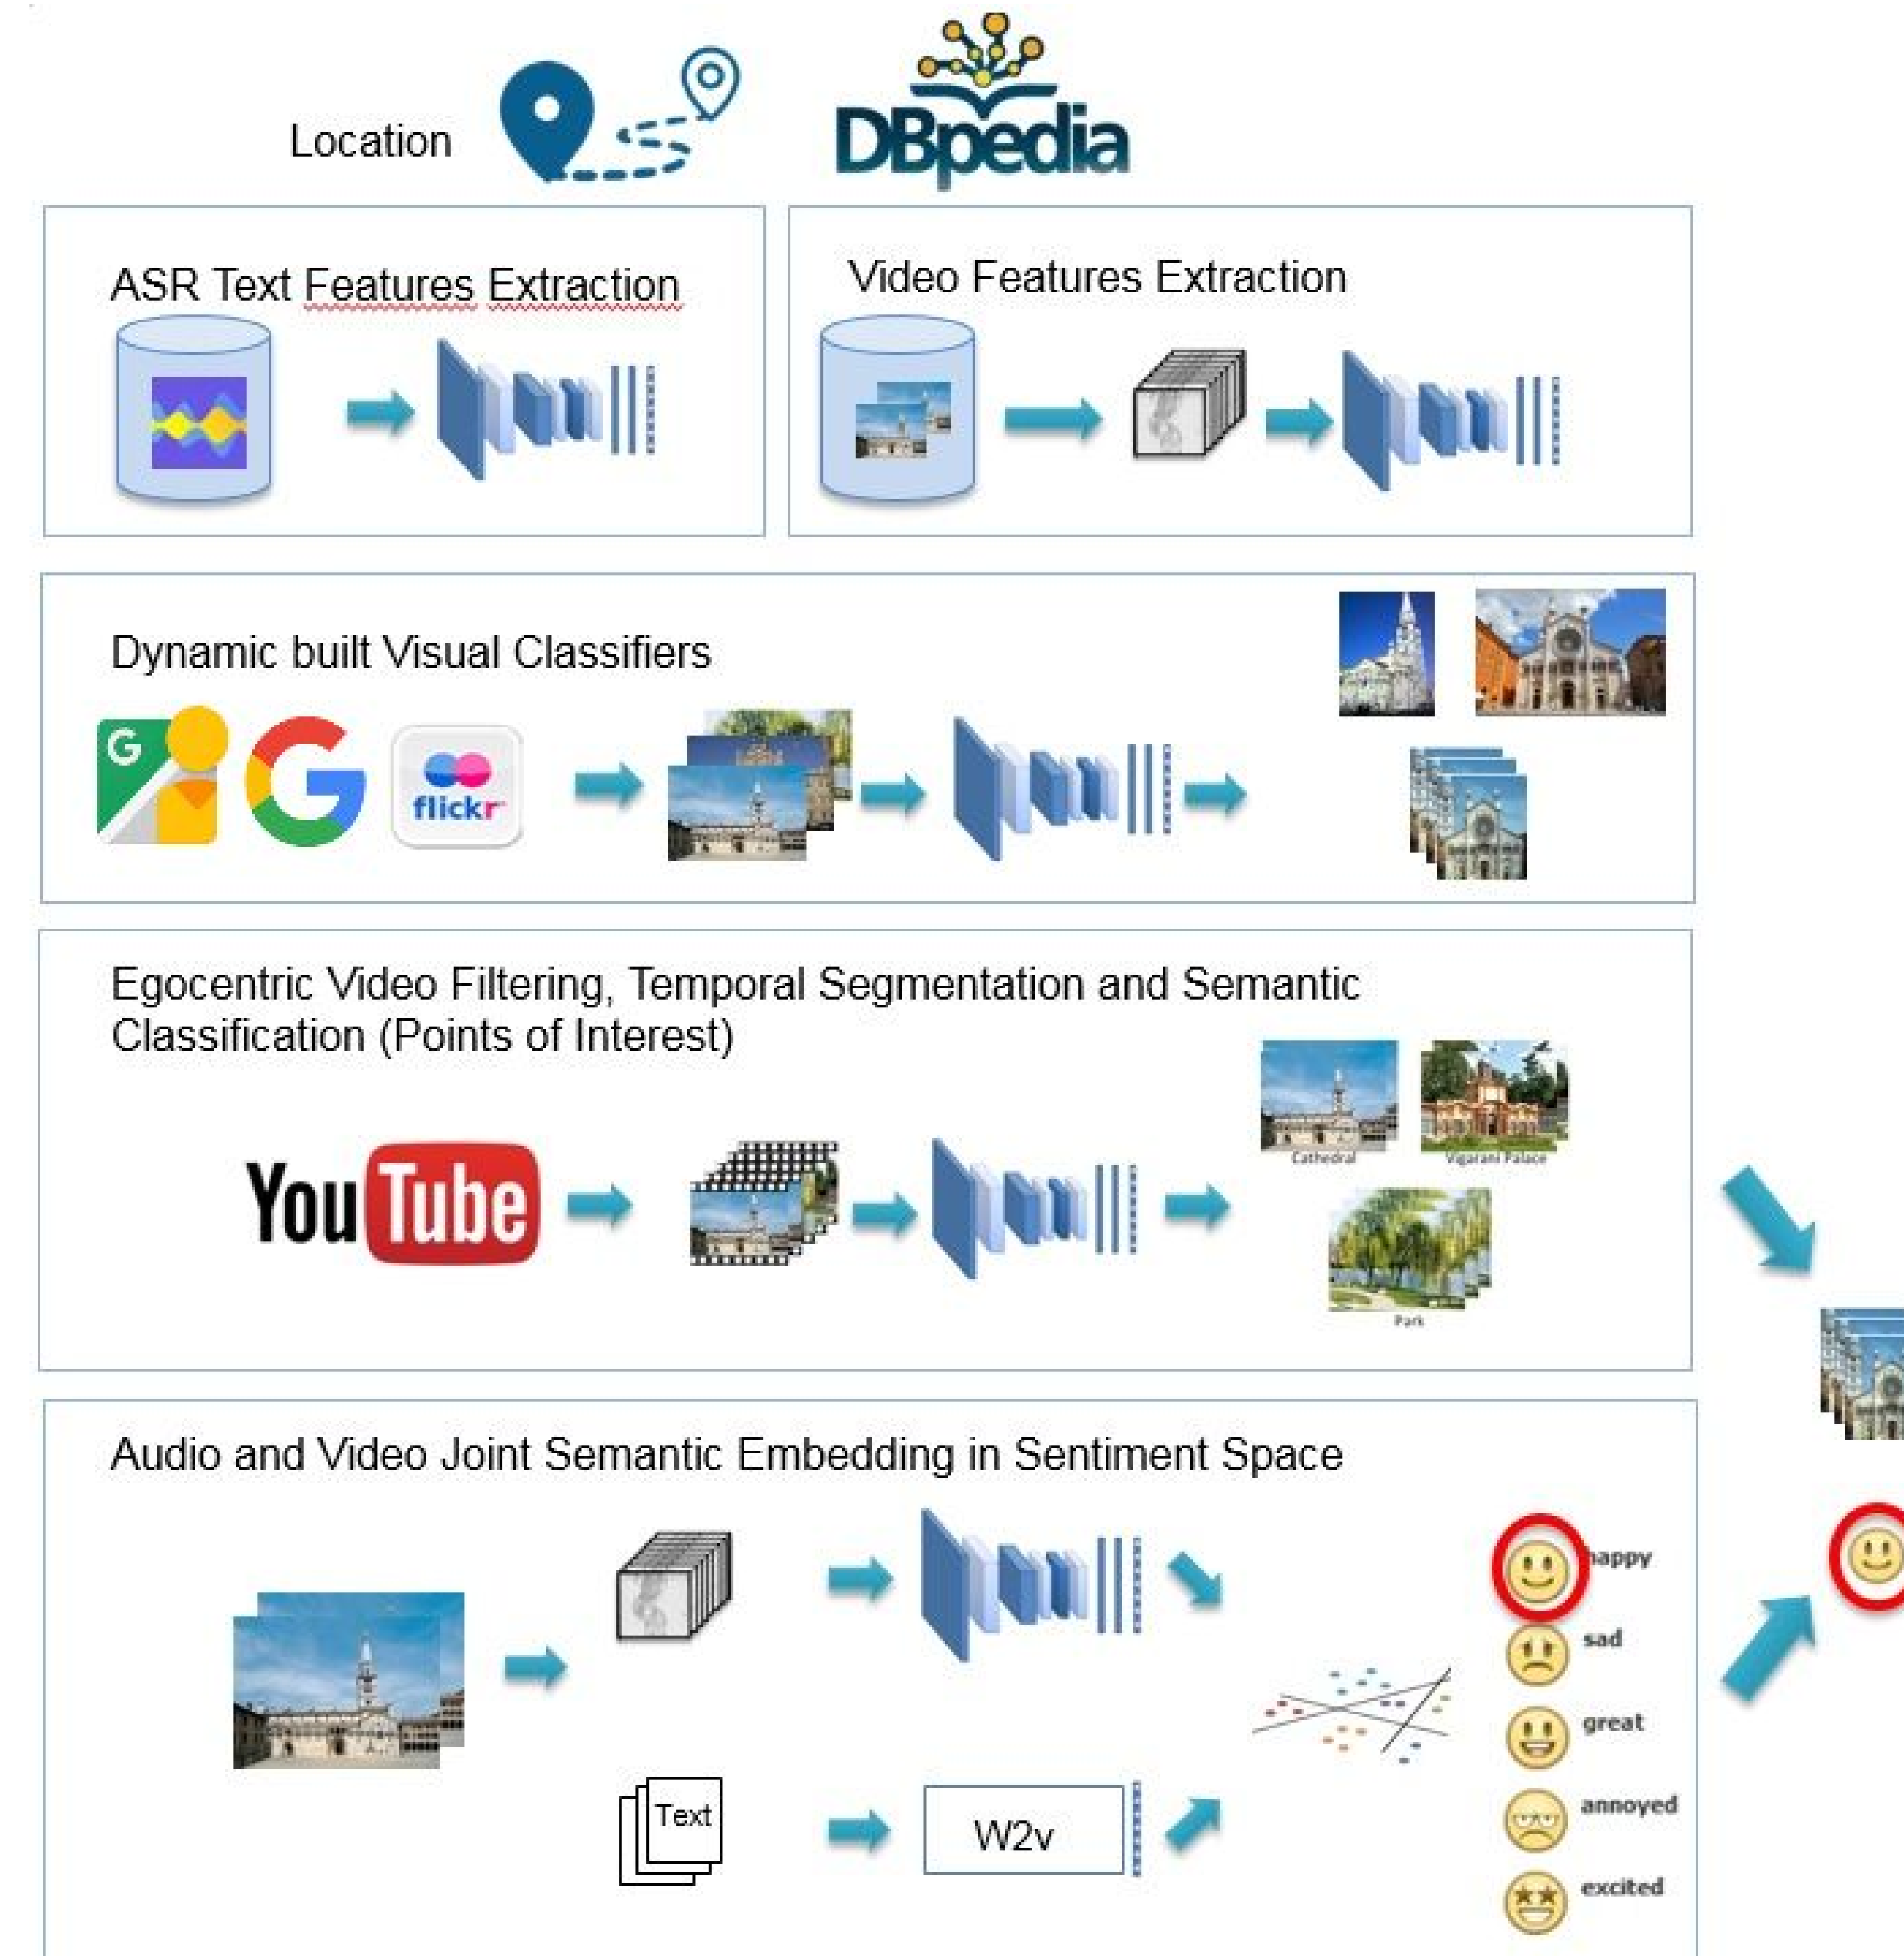 Location
DBpedia
ASR Text Features Extraction
Video Features Extraction
Dynamic built Visual Classifiers
G
flickr
Egocentric Video Filtering, Temporal Segmentation and Semantic
Classification (Points of Interest)
YouTube
Cathedral
Vigarani Palace
Park
Audio and Video Joint Semantic Embedding in Sentiment Space
happy
sad
great
Text
W2v
annoyed
excited